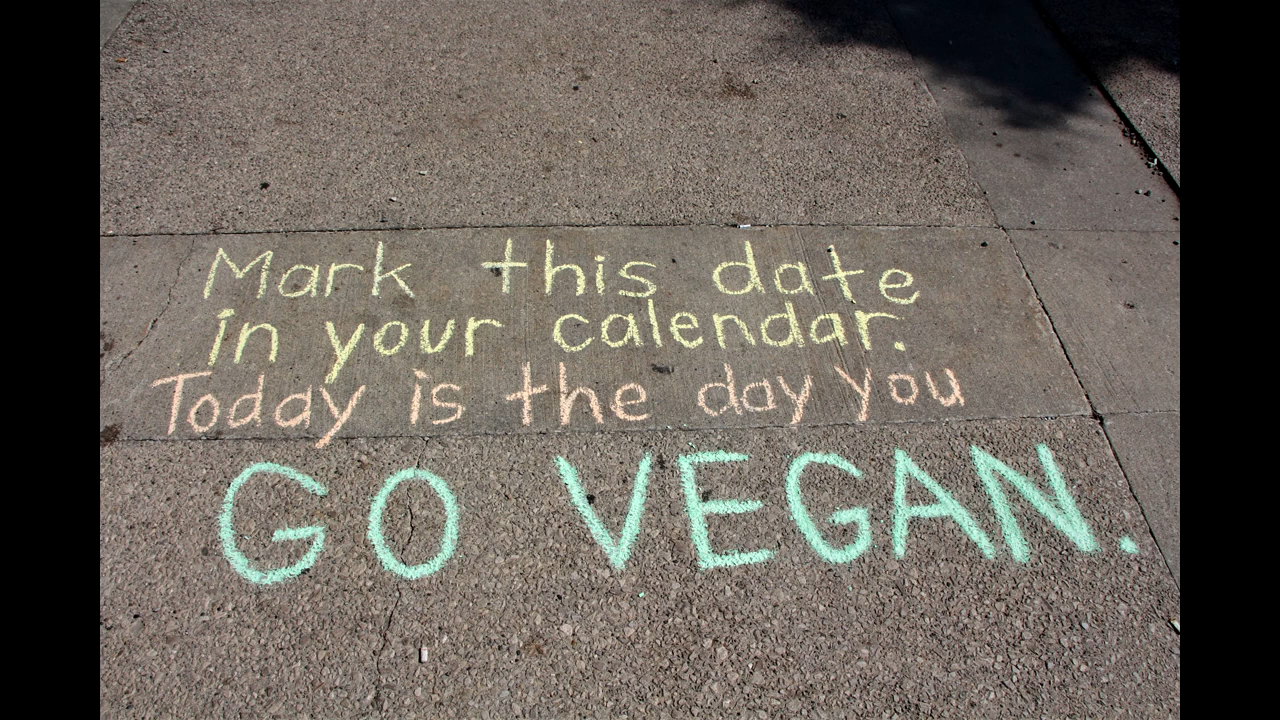 Mark this date
in your calendar.
Today is the day you
GO VEGAN.